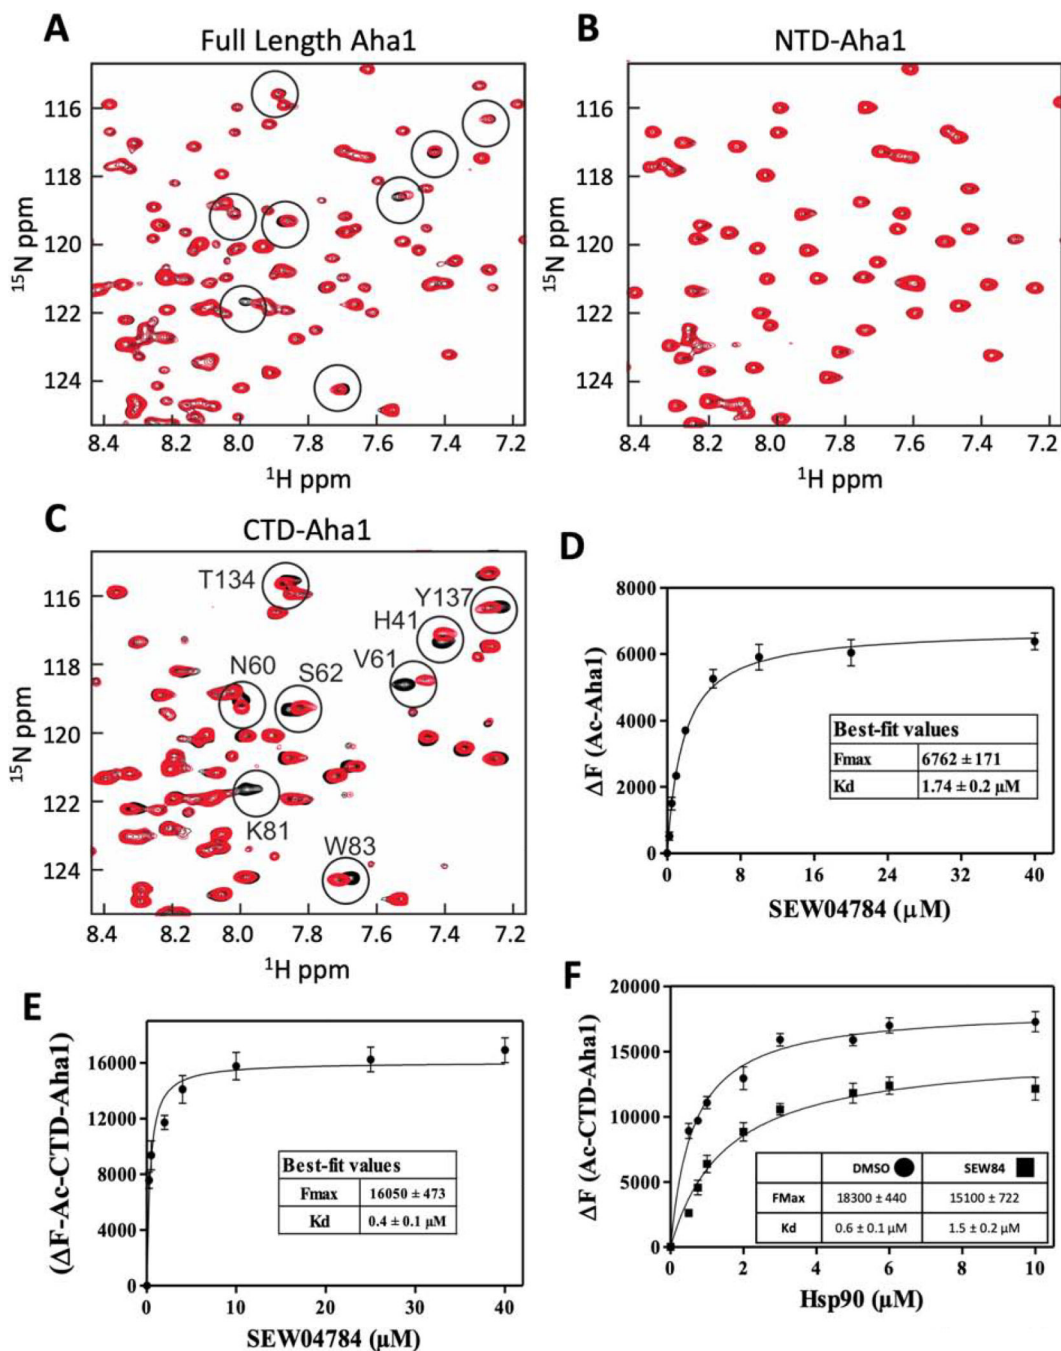 A
Full Length Aha1
116
118
120
122
124
15N ppm
8.4 8.2 8.0 7.8 7.6 7.4 7.2
1H ppm
B
NTD-Aha1
116
118
120
122
124
15N ppm
8.4 8.2 8.0 7.8 7.6 7.4 7.2
1H ppm
C
CTD-Aha1
T134
Y137
H41
V61
N60
S62
K81
W83
116
118
120
122
124
15N ppm
8.4 8.2 8.0 7.8 7.6 7.4 7.2
1H ppm
D
8000
6000
4000
2000
0
ΔF (Ac-Aha1)
Best-fit values
Fmax 6762 ± 171
Kd 1.74 ± 0.2 μM
0 8 16 24 32 40
SEW04784 (μM)
E
16000
12000
8000
4000
0
(ΔF-Ac-CTD-Aha1)
Best-fit values
Fmax 16050 ± 473
Kd 0.4 ± 0.1 μM
0 10 20 30 40
SEW04784 (μM)
F
20000
15000
10000
5000
0
ΔF (Ac-CTD-Aha1)
DMSO SEW84
FMax 18300 ± 440 15100 ± 722
Kd 0.6 ± 0.1 μM 1.5 ± 0.2 μM
0 2 4 6 8 10
Hsp90 (μM)